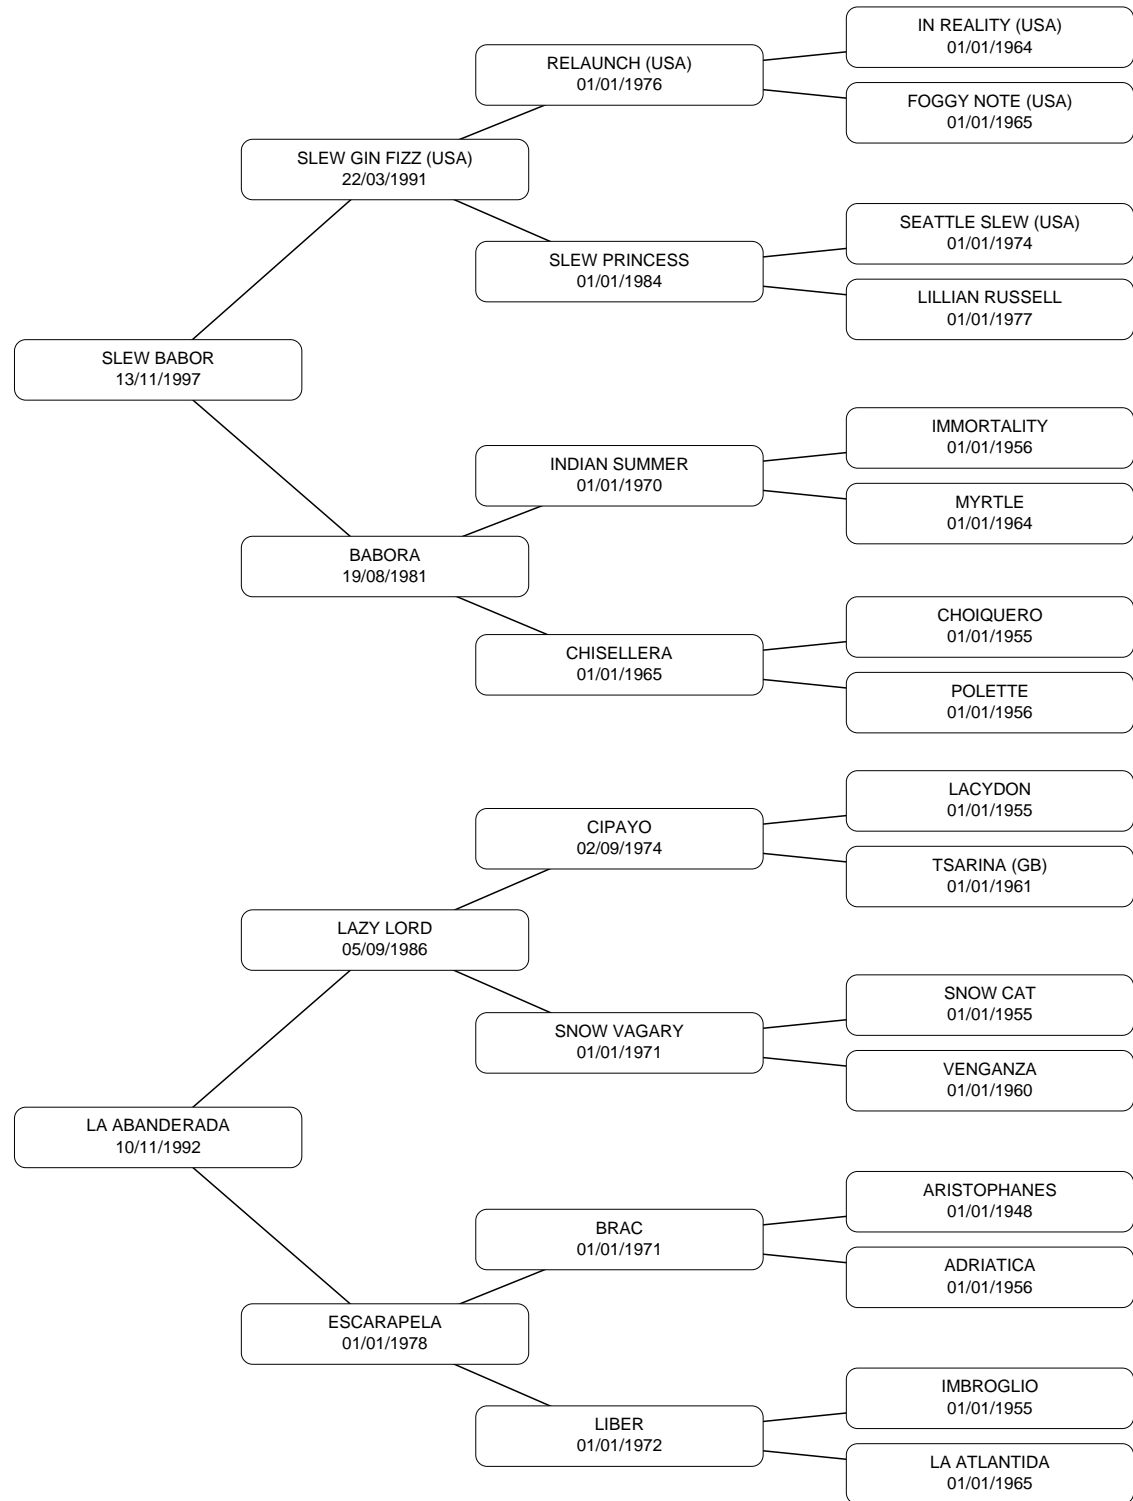 IN REALITY (USA)
01/01/1964
RELAUNCH (USA)
01/01/1976
FOGGY NOTE (USA)
01/01/1965
SLEW GIN FIZZ (USA)
22/03/1991
SEATTLE SLEW (USA)
01/01/1974
SLEW PRINCESS
01/01/1984
LILLIAN RUSSELL
01/01/1977
SLEW BABOR
13/11/1997
IMMORTALITY
01/01/1956
INDIAN SUMMER
01/01/1970
MYRTLE
01/01/1964
BABORA
19/08/1981
CHOIQUERO
01/01/1955
CHISELLERA
01/01/1965
POLETTE
01/01/1956
LACYDON
01/01/1955
CIPAYO
02/09/1974
TSARINA (GB)
01/01/1961
LAZY LORD
05/09/1986
SNOW CAT
01/01/1955
SNOW VAGARY
01/01/1971
VENGANZA
01/01/1960
LA ABANDERADA
10/11/1992
ARISTOPHANES
01/01/1948
BRAC
01/01/1971
ADRIATICA
01/01/1956
ESCARAPELA
01/01/1978
IMBROGLIO
01/01/1955
LIBER
01/01/1972
LA ATLANTIDA
01/01/1965